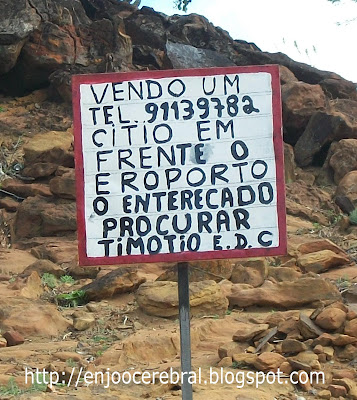 VENDO UM
TEL. 91139782
CITIO EM
FRENTE O
EROPORTO
O ENTERECADO
PROCURAR
TIMOTIO E.D.C
http://enjoocerebral.blogspot.com